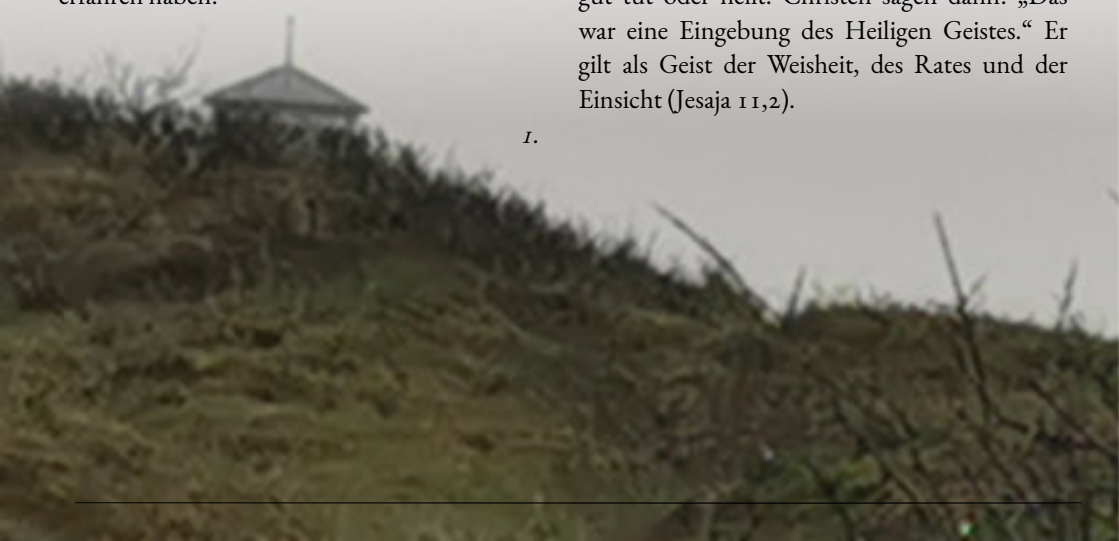 erfahren haben.
gut tut oder heilt. Christen sagen dann: „Das
war eine Eingebung des Heiligen Geistes.“ Er
gilt als Geist der Weisheit, des Rates und der
Einsicht (Jesaja 11,2).
1.